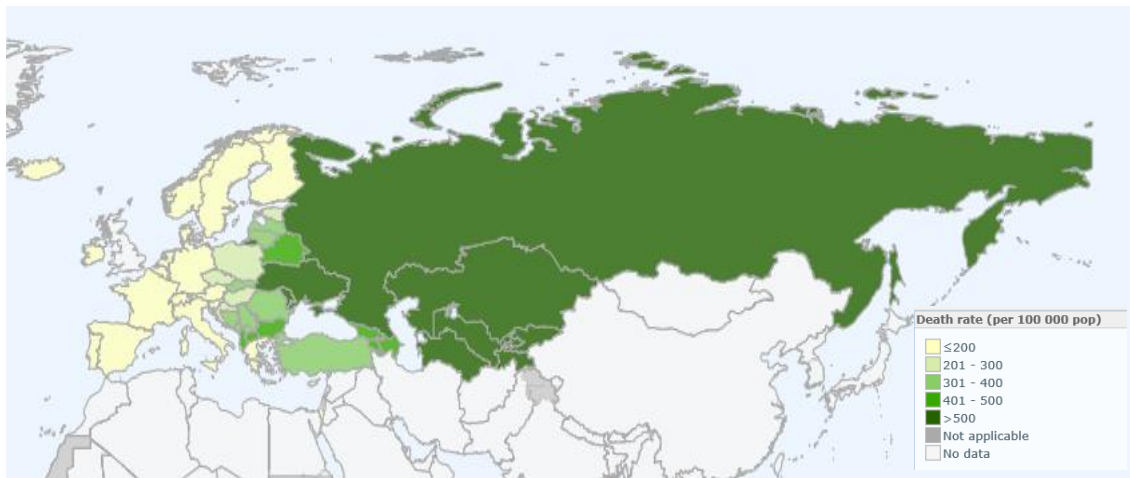 Death rate (per 100 000 pop)
≤200
201 - 300
301 - 400
401 - 500
>500
Not applicable
No data